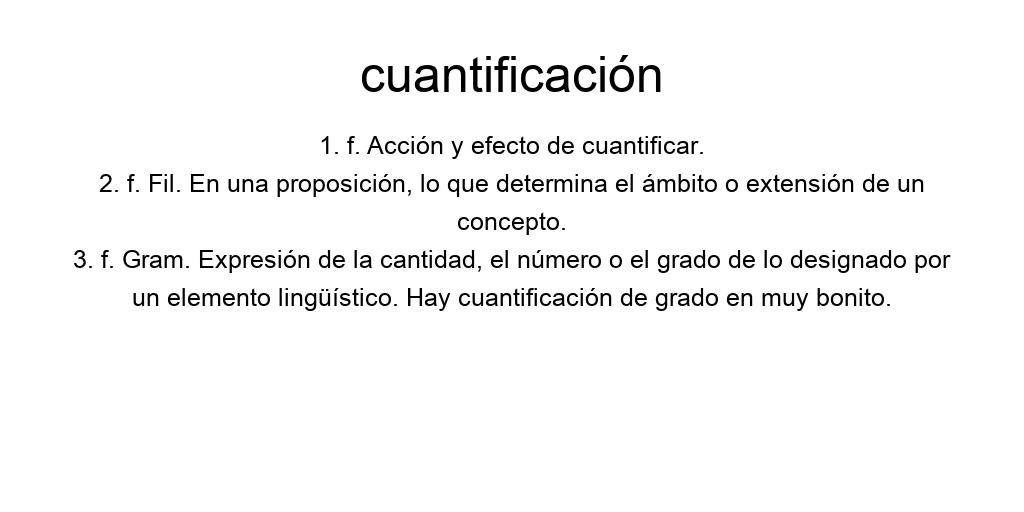 cuantificación
1. f. Acción y efecto de cuantificar.
2. f. Fil. En una proposición, lo que determina el ámbito o extensión de un
concepto.
3. f. Gram. Expresión de la cantidad, el número o el grado de lo designado por
un elemento lingüístico. Hay cuantificación de grado en muy bonito.